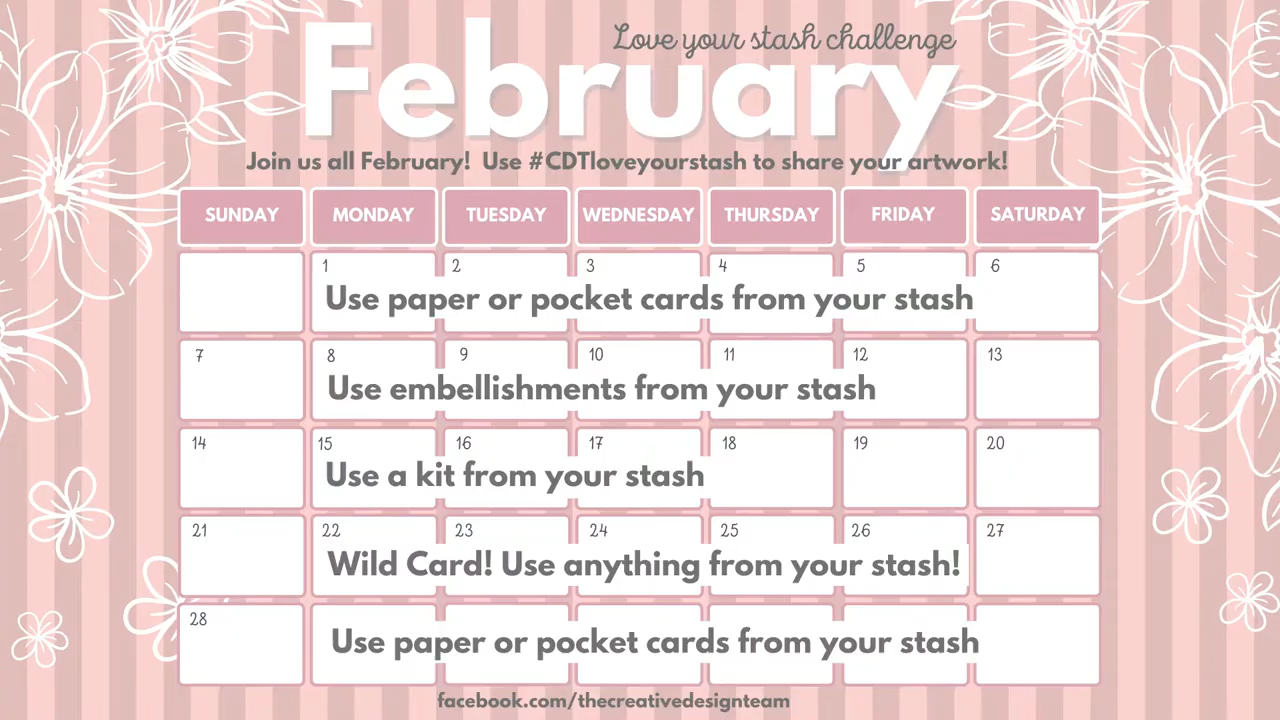 Love your stash challenge
February
Join us all February! Use #CDTloveyourstash to share your artwork!
SUNDAY MONDAY TUESDAY WEDNESDAY THURSDAY FRIDAY SATURDAY
1 2 3 4 5 6
Use paper or pocket cards from your stash
7 8 9 10 11 12 13
Use embellishments from your stash
14 15 16 17 18 19 20
Use a kit from your stash
21 22 23 24 25 26 27
Wild Card! Use anything from your stash!
28
Use paper or pocket cards from your stash
facebook.com/thecreativedesignteam